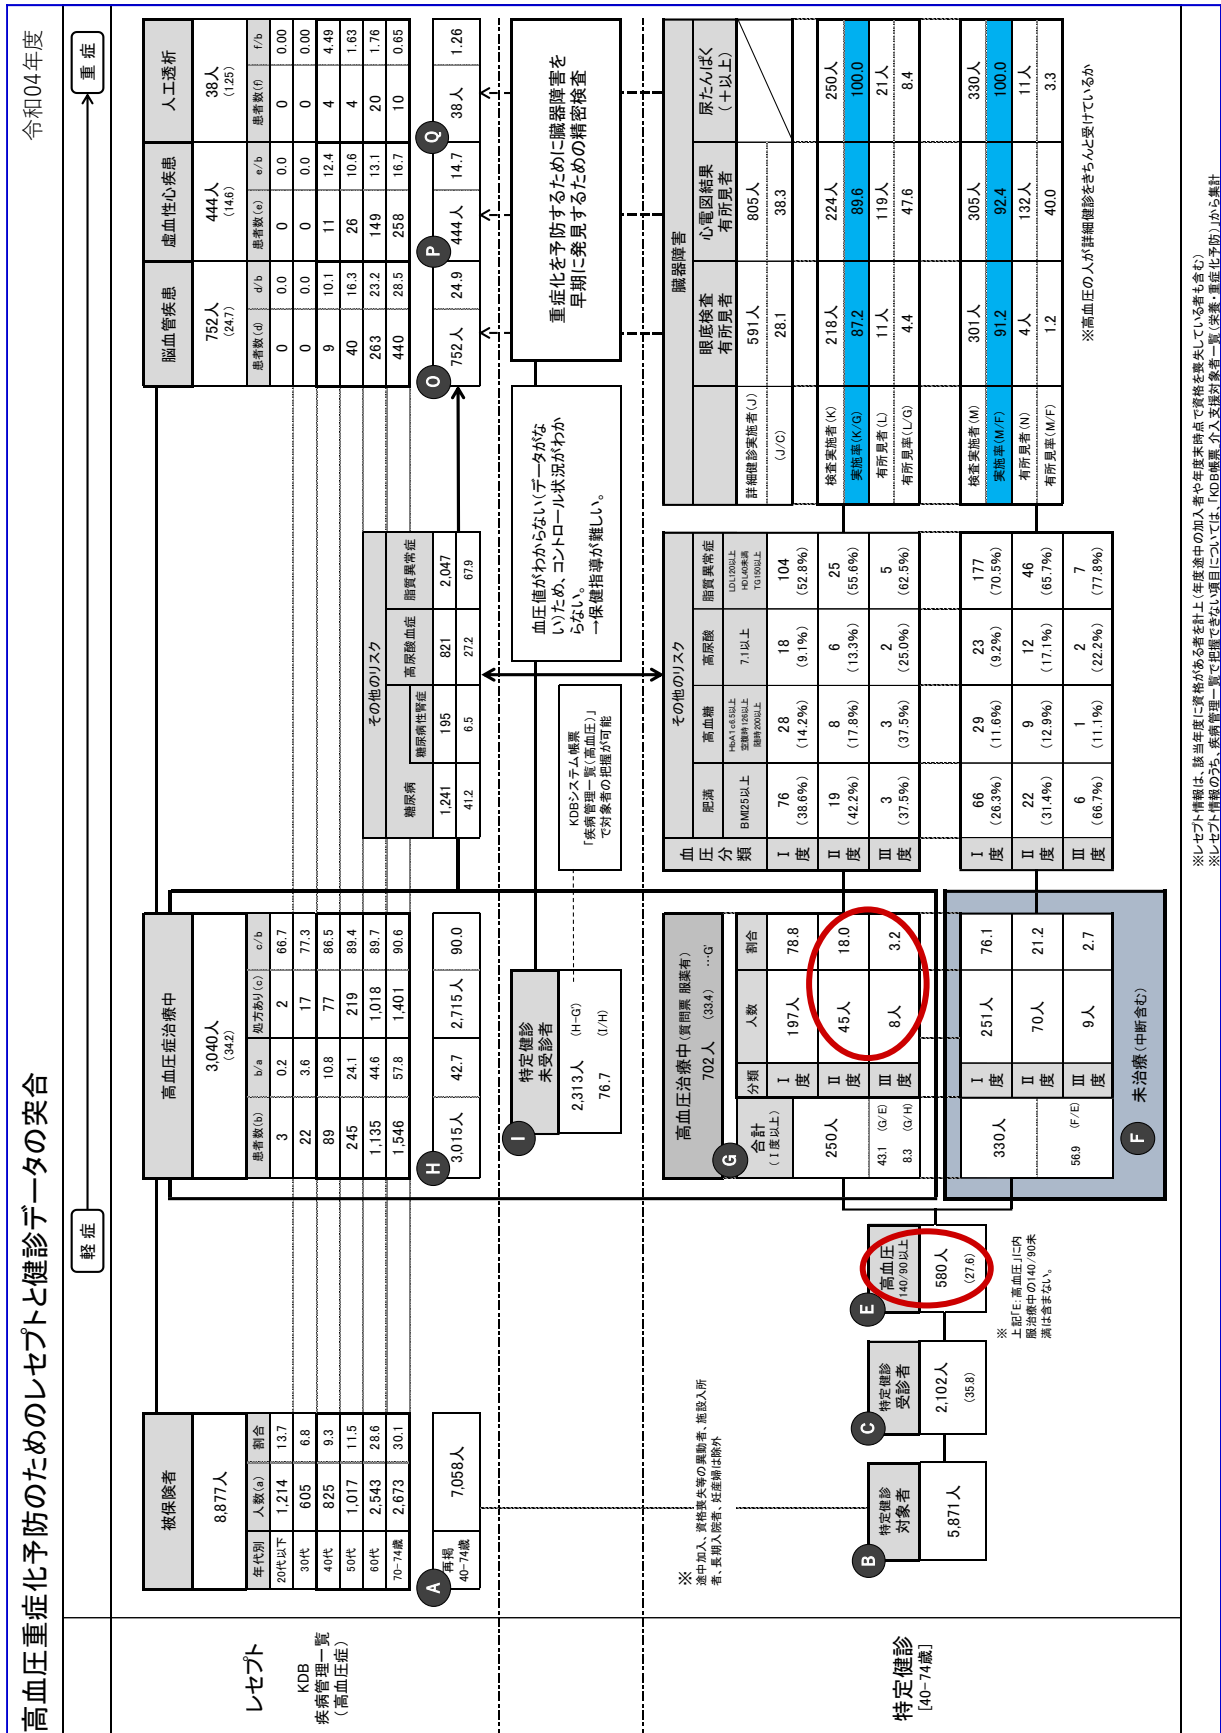 高血圧重症化予防のためのレセプトと健診データの突合
令和04年度
軽症
重症
レセプト
KDB
疾病管理一覧
（高血圧症）
被保険者
8,877人
年代別 人数(a) 割合
20代以下 1,214 13.7
30代 605 6.8
40代 825 9.3
50代 1,017 11.5
60代 2,543 28.6
70-74歳 2,673 30.1
A
再掲
40-74歳
7,058人
高血圧症治療中
3,040人
(34.2)
患者数(b) b/a 処方あり(c) c/b
3 0.2 2 66.7
22 3.6 17 77.3
89 10.8 77 86.5
245 24.1 219 89.4
1,135 44.6 1,018 89.7
1,546 57.8 1,401 90.6
H
3,015人 42.7 2,715人 90.0
その他のリスク
糖尿病 糖尿病性腎症 高尿酸血症 脂質異常症
1,241 195 821 2,047
41.2 6.5 27.2 67.9
脳血管疾患 虚血性心疾患 人工透析
752人 444人 38人
(24.7) (14.6) (1.25)
患者数(d) d/b 患者数(e) e/b 患者数(f) f/b
0 0.0 0 0.0 0 0.00
0 0.0 0 0.0 0 0.00
9 10.1 11 12.4 4 4.49
40 16.3 26 10.6 4 1.63
263 23.2 149 13.1 20 1.76
440 28.5 258 16.7 10 0.65
O P Q
752人 24.9 444人 14.7 38人 1.26
I
特定健診
未受診者
2,313人 (H-G')
76.7 (I/H)
KDBシステム帳票
「疾病管理一覧(高血圧)」
で対象者の把握が可能
血圧値がわからない(データがな
い)ため、コントロール状況がわか
らない。
→保健指導が難しい。
重症化を予防するために臓器障害を
早期に発見するための精密検査
特定健診
[40-74歳]
※
途中加入、資格喪失等の異動者、施設入所
者、長期入院者、妊産婦は除外
B
特定健診
対象者
5,871人
C
特定健診
受診者
2,102人
(35.8)
E
高血圧
140/90以上
580人
(27.6)
※
上記「E:高血圧」に内
服治療中の140/90未
満は含まない。
高血圧治療中(質問票 服薬有)
702人 (33.4) …G'
G
合計
(Ⅰ度以上)
分類 人数 割合
250人
43.1 (G/E)
8.3 (G/H)
Ⅰ度 197人 78.8
Ⅱ度 45人 18.0
Ⅲ度 8人 3.2
330人
56.9 (F/E)
Ⅰ度 251人 76.1
Ⅱ度 70人 21.2
Ⅲ度 9人 2.7
F
未治療(中断含む)
血圧分類
その他のリスク
肥満 高血糖 高尿酸 脂質異常症
BMI25以上
HbA1c6.5以上
空腹時126以上
随時200以上
7.1以上
LDL120以上
HDL40未満
TG150以上
Ⅰ度 76 28 18 104
(38.6%) (14.2%) (9.1%) (52.8%)
Ⅱ度 19 8 6 25
(42.2%) (17.8%) (13.3%) (55.6%)
Ⅲ度 3 3 2 5
(37.5%) (37.5%) (25.0%) (62.5%)
Ⅰ度 66 29 23 177
(26.3%) (11.6%) (9.2%) (70.5%)
Ⅱ度 22 9 12 46
(31.4%) (12.9%) (17.1%) (65.7%)
Ⅲ度 6 1 2 7
(66.7%) (11.1%) (22.2%) (77.8%)
臓器障害
眼底検査
有所見者
心電図結果
有所見者
尿たんぱく
(＋以上)
詳細健診実施者(J) 591人 805人
(J/C) 28.1 38.3
検査実施者(K) 218人 224人 250人
実施率(K/G) 87.2 89.6 100.0
有所見者(L) 11人 119人 21人
有所見率(L/G) 4.4 47.6 8.4
検査実施者(M) 301人 305人 330人
実施率(M/F) 91.2 92.4 100.0
有所見者(N) 4人 132人 11人
有所見率(M/F) 1.2 40.0 3.3
※高血圧の人が詳細健診をきちんと受けているか
※レセプト情報は、該当年度に資格がある者を計上(年度途中の加入者や年度末時点で資格を喪失している者も含む)
※レセプト情報のうち、疾病管理一覧で把握できない項目については、「KDB帳票 介入支援対象者一覧(栄養・重症化予防)」から集計